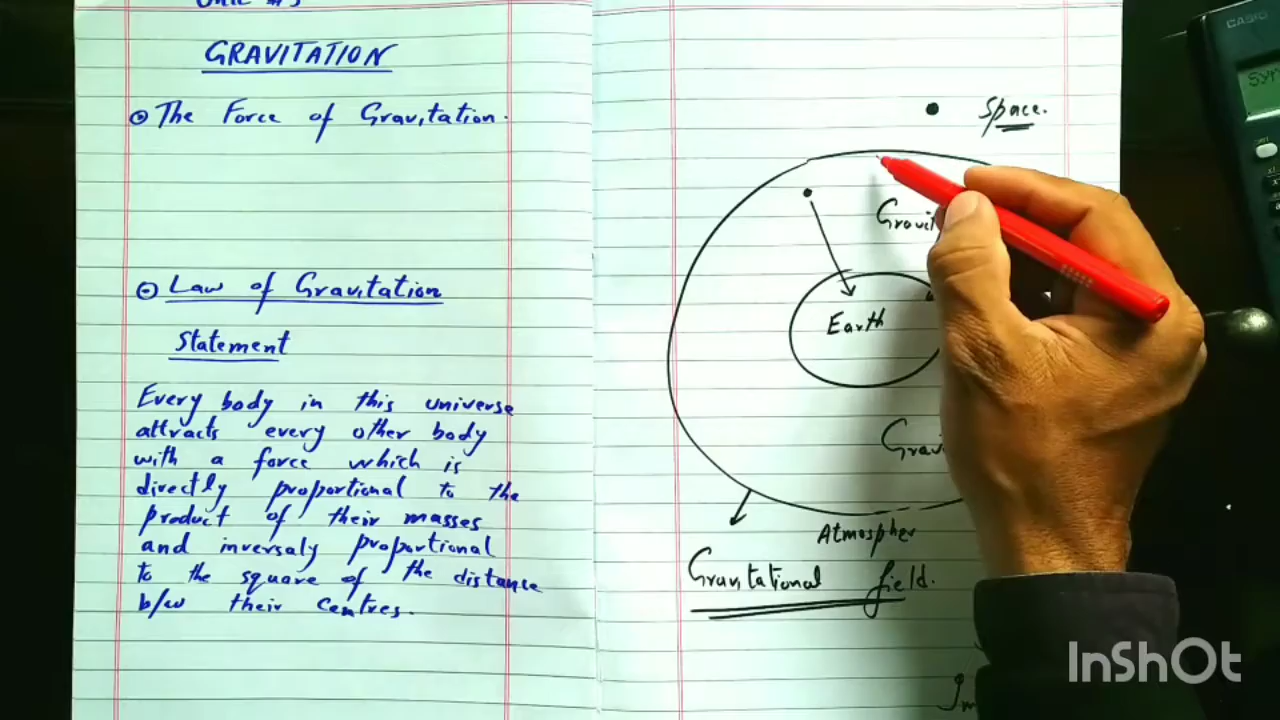 GRAVITATION
The Force of Gravitation.
Law of Gravitation
Statement
Every body in this universe
attracts every other body
with a force which is
directly proportional to the
product of their masses
and inversaly proportional
to the square of the distance
b/w their centres.
Space.
Earth
Atmospher
Gravitational field.
CASIO
InShOt